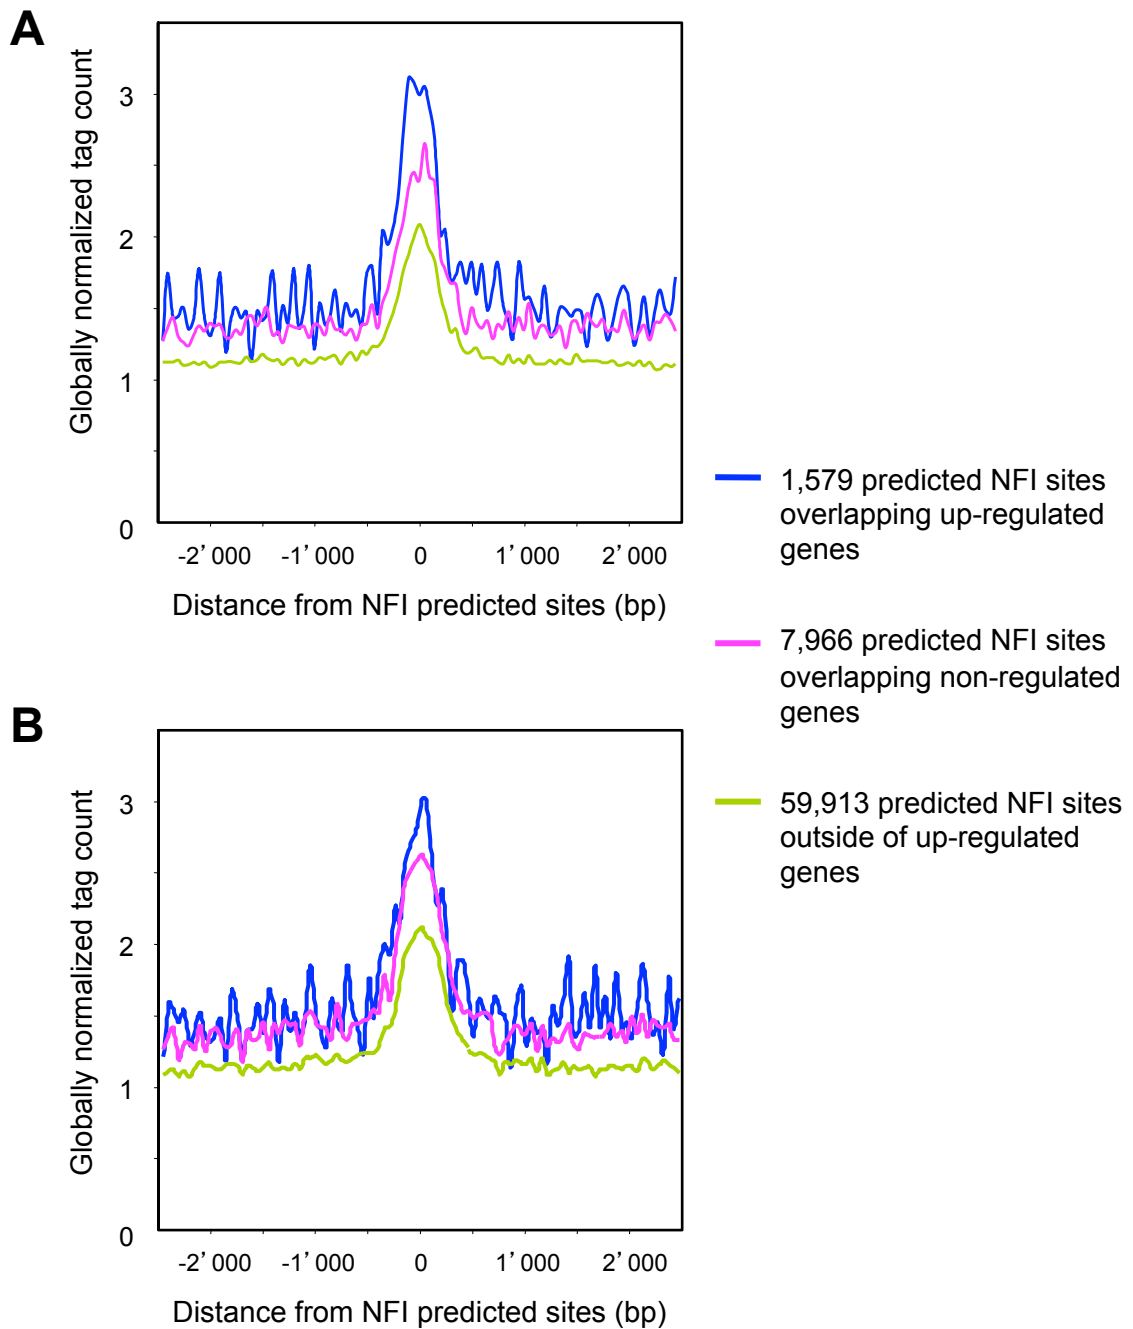 A
Globally normalized tag count
3
2
1
0
-2’000 -1’000 0 1’000 2’000
Distance from NFI predicted sites (bp)
1,579 predicted NFI sites
overlapping up-regulated
genes
7,966 predicted NFI sites
overlapping non-regulated
genes
59,913 predicted NFI sites
outside of up-regulated
genes
B
Globally normalized tag count
3
2
1
0
-2’000 -1’000 0 1’000 2’000
Distance from NFI predicted sites (bp)